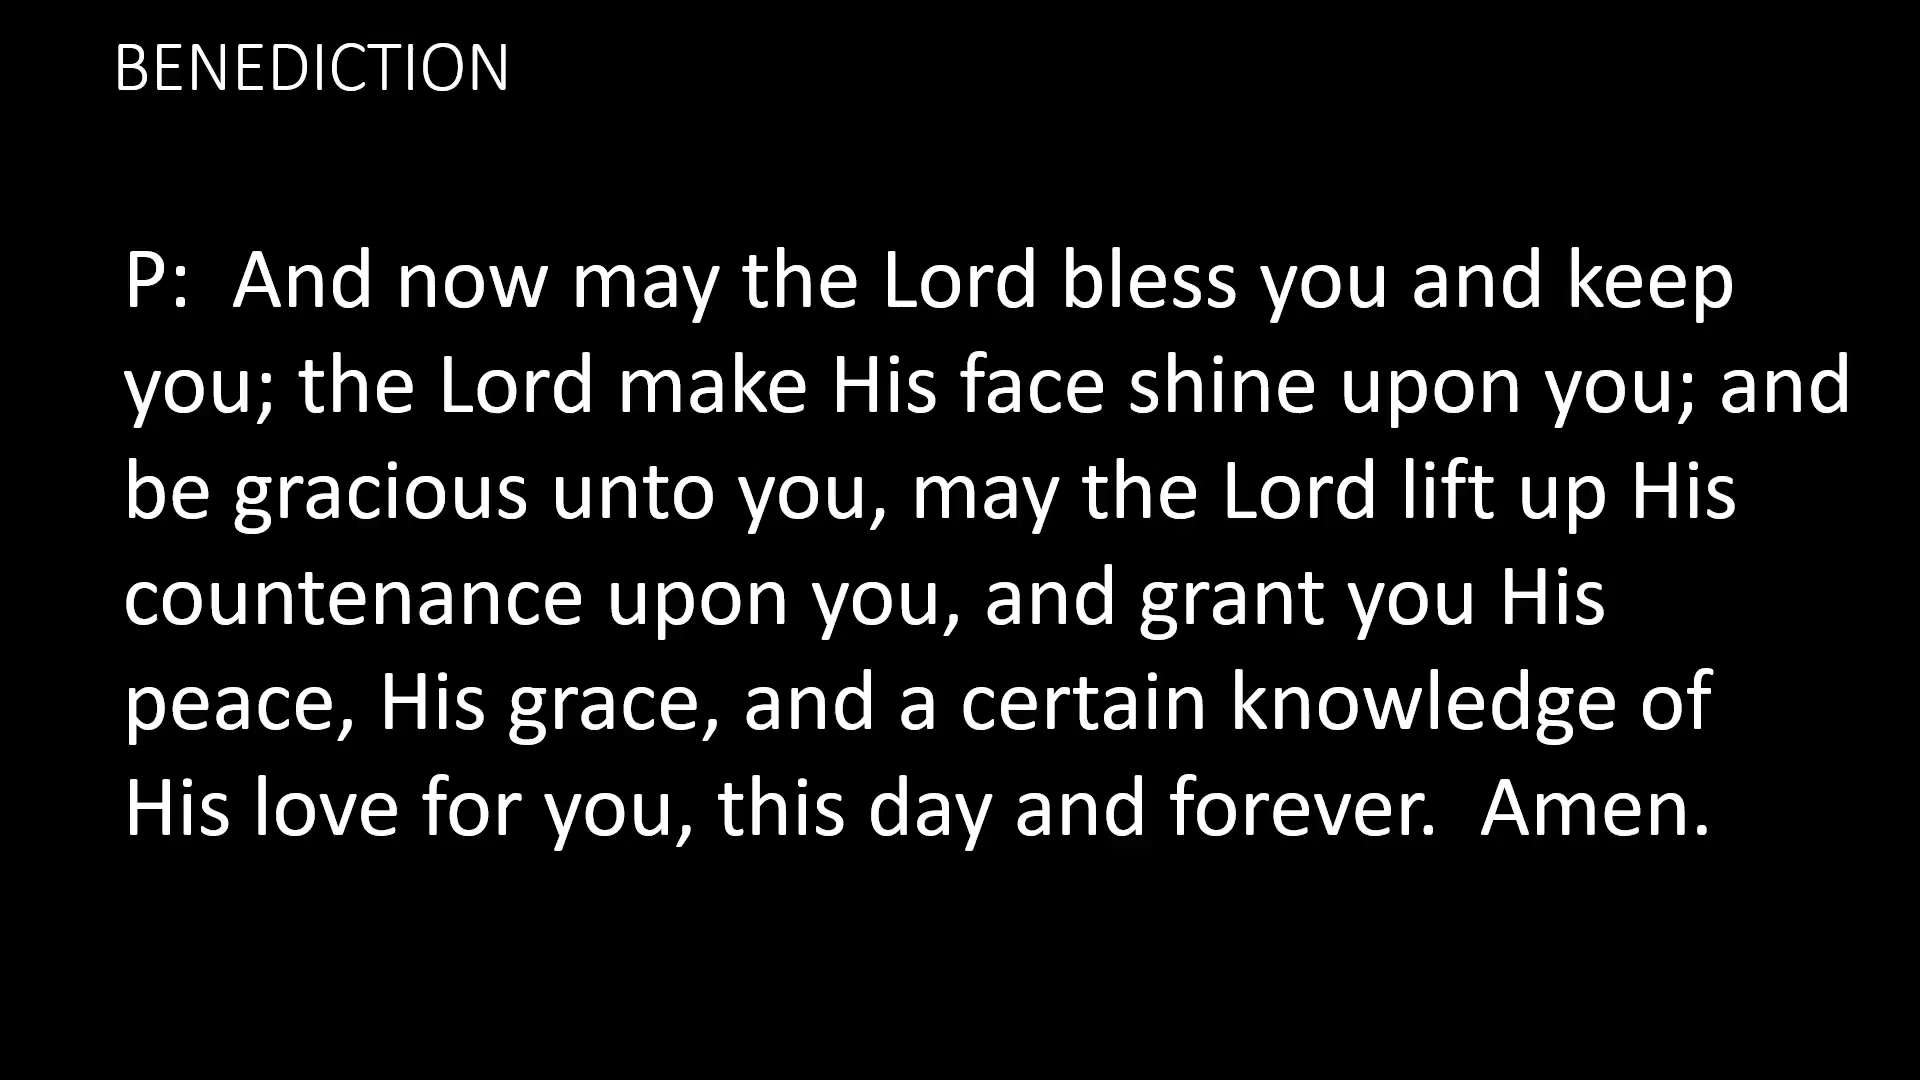 BENEDICTION
P:  And now may the Lord bless you and keep
you; the Lord make His face shine upon you; and
be gracious unto you, may the Lord lift up His
countenance upon you, and grant you His
peace, His grace, and a certain knowledge of
His love for you, this day and forever.  Amen.